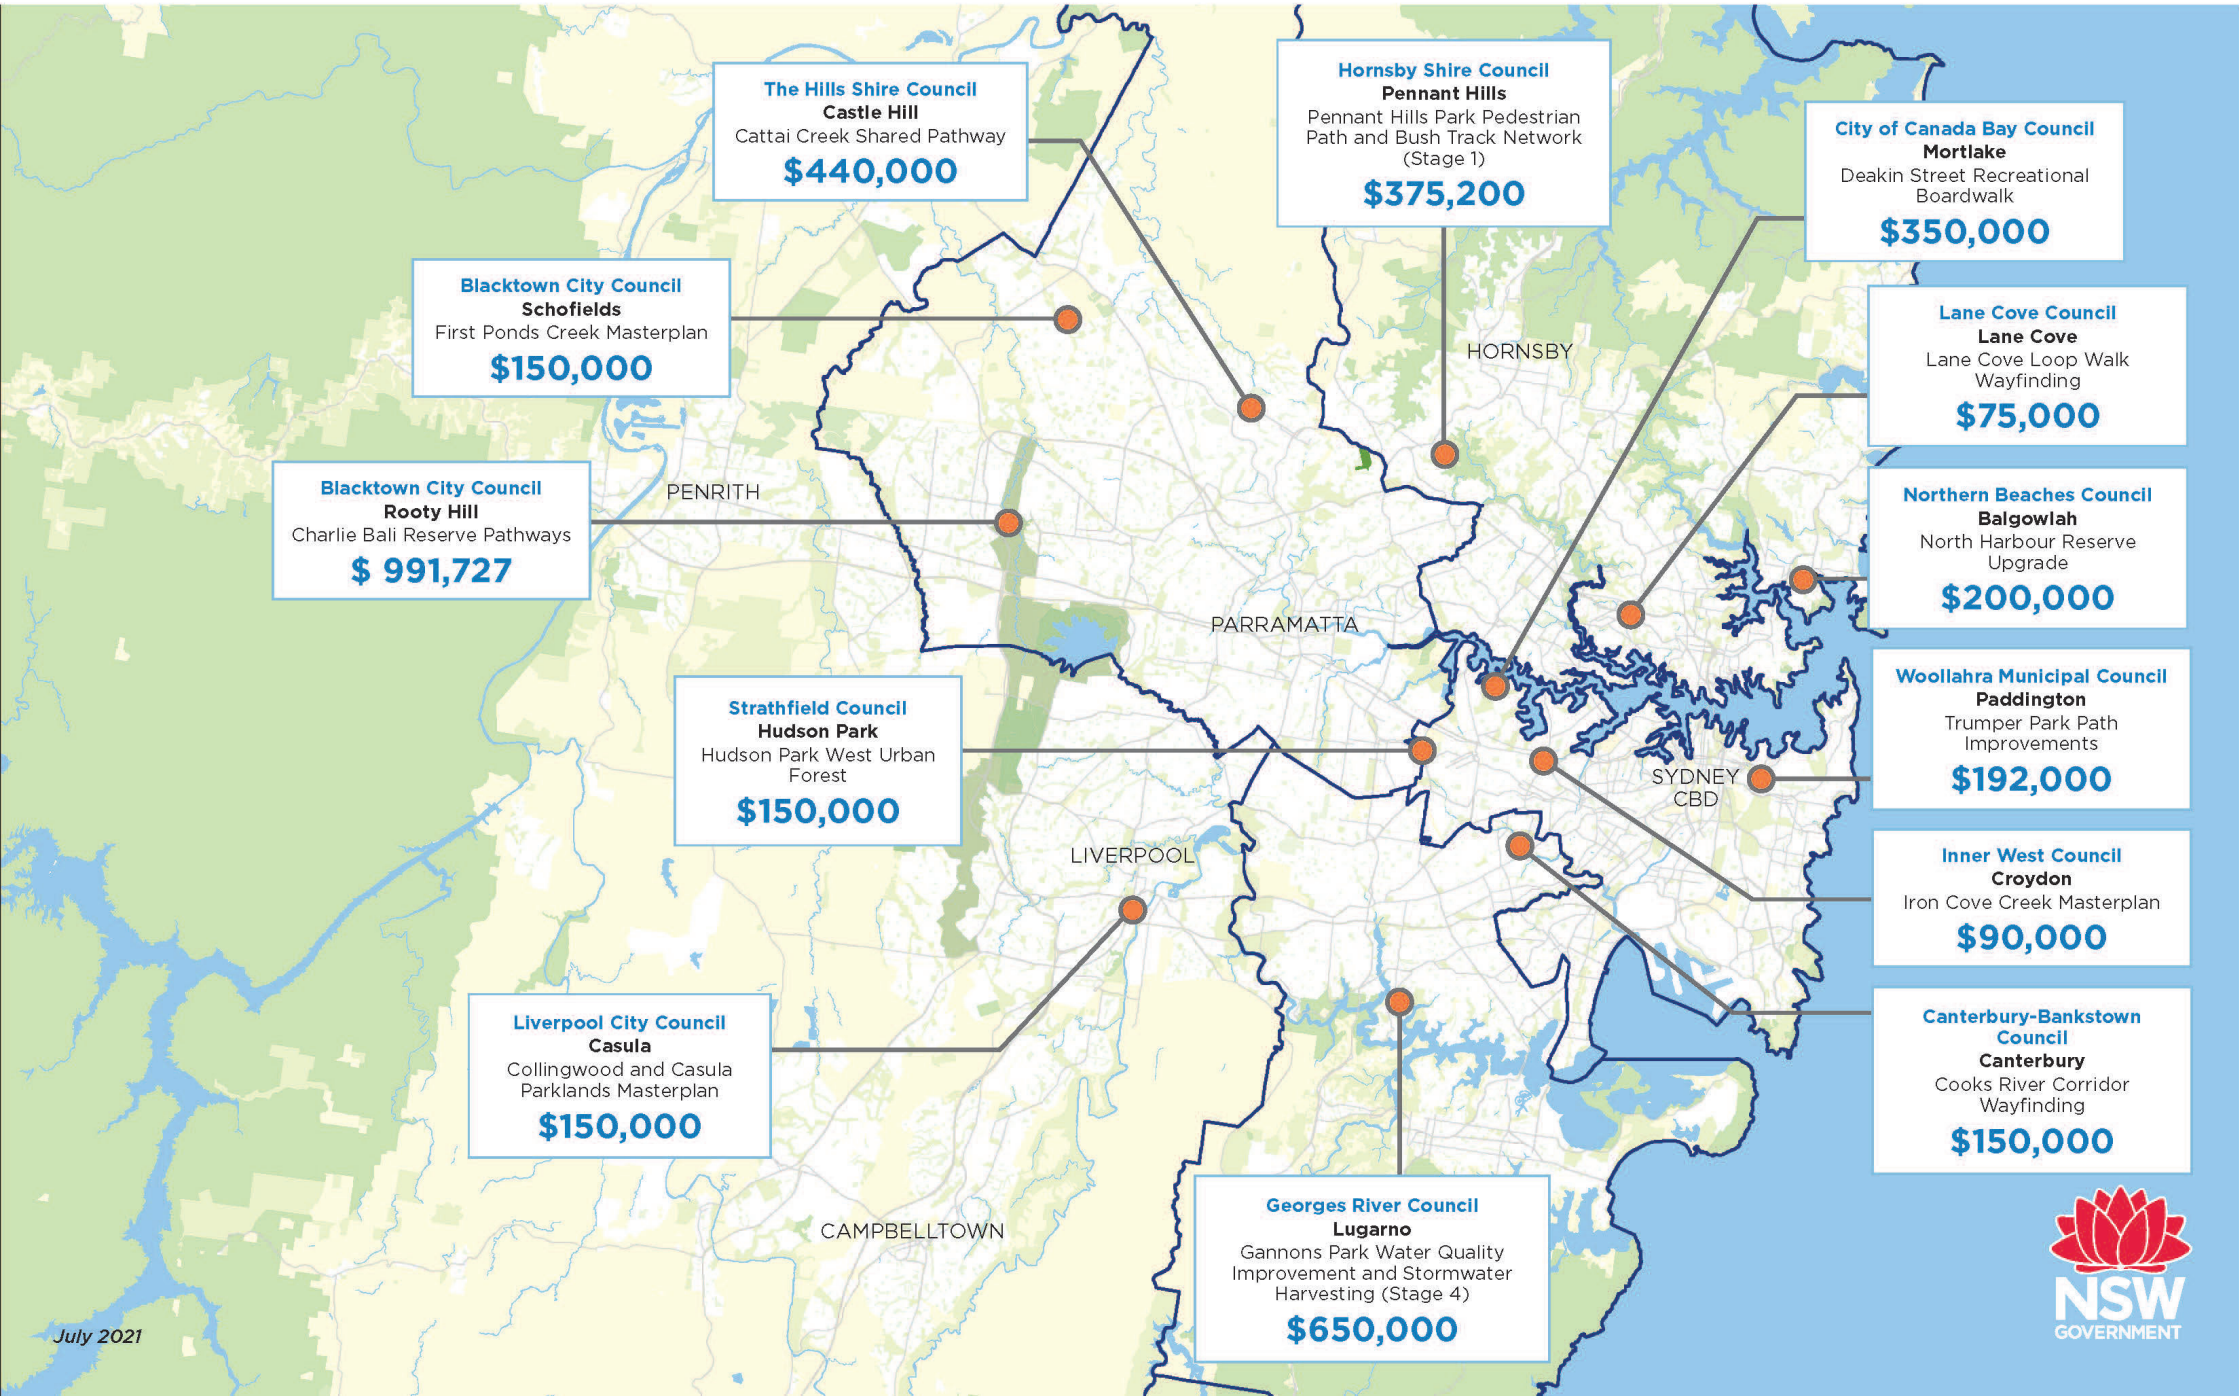 The Hills Shire Council
Castle Hill
Cattai Creek Shared Pathway
$440,000
Hornsby Shire Council
Pennant Hills
Pennant Hills Park Pedestrian
Path and Bush Track Network
(Stage 1)
$375,200
City of Canada Bay Council
Mortlake
Deakin Street Recreational
Boardwalk
$350,000
Blacktown City Council
Schofields
First Ponds Creek Masterplan
$150,000
Lane Cove Council
Lane Cove
Lane Cove Loop Walk
Wayfinding
$75,000
HORNSBY
Blacktown City Council
Rooty Hill
Charlie Bali Reserve Pathways
$ 991,727
PENRITH
Northern Beaches Council
Balgowlah
North Harbour Reserve
Upgrade
$200,000
PARRAMATTA
Strathfield Council
Hudson Park
Hudson Park West Urban
Forest
$150,000
Woollahra Municipal Council
Paddington
Trumper Park Path
Improvements
$192,000
SYDNEY
CBD
LIVERPOOL
Inner West Council
Croydon
Iron Cove Creek Masterplan
$90,000
Liverpool City Council
Casula
Collingwood and Casula
Parklands Masterplan
$150,000
Canterbury-Bankstown
Council
Canterbury
Cooks River Corridor
Wayfinding
$150,000
CAMPBELLTOWN
Georges River Council
Lugarno
Gannons Park Water Quality
Improvement and Stormwater
Harvesting (Stage 4)
$650,000
July 2021
NSW
GOVERNMENT